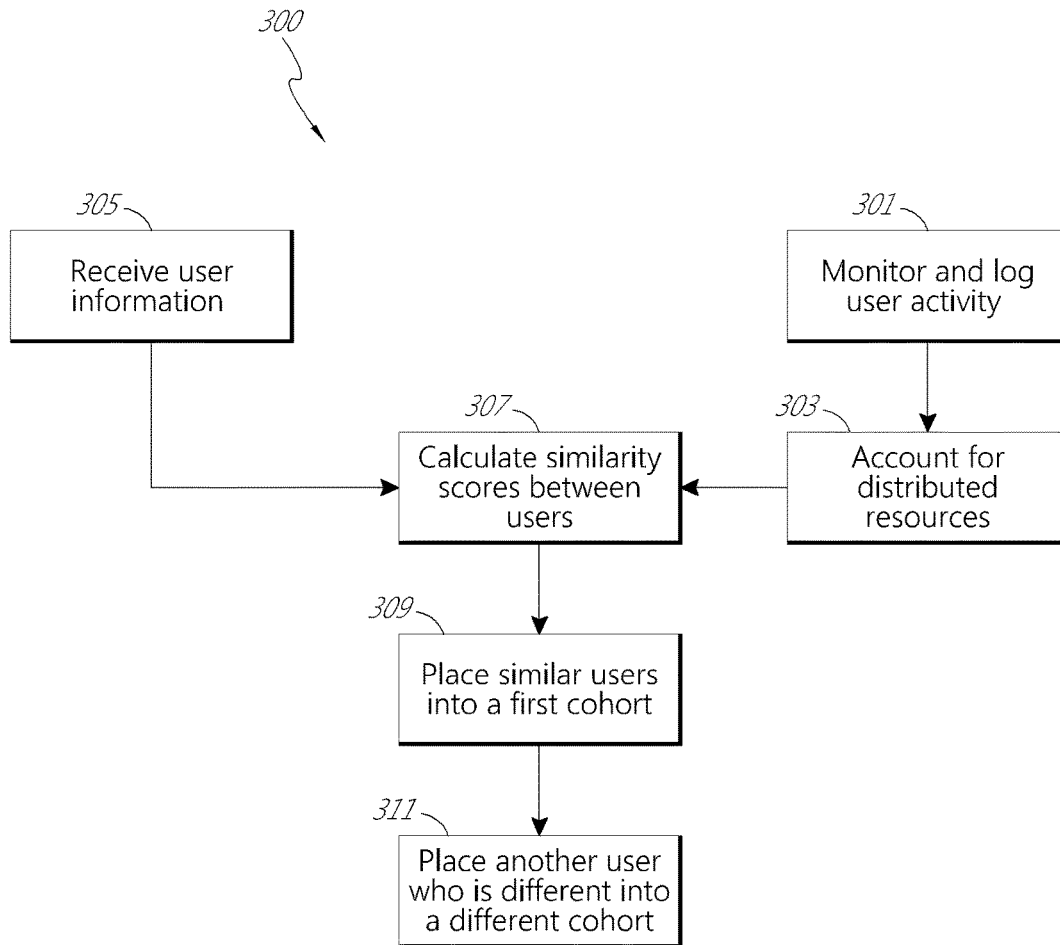 300
305
Receive user
information
301
Monitor and log
user activity
307
Calculate similarity
scores between
users
303
Account for
distributed
resources
309
Place similar users
into a first cohort
311
Place another user
who is different into
a different cohort